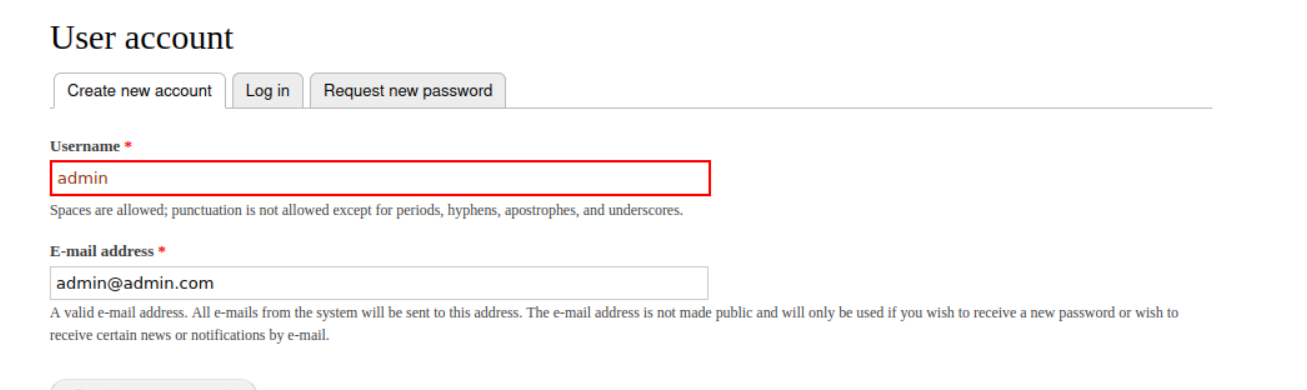 User account
Create new account
Log in
Request new password
Username *
admin
Spaces are allowed; punctuation is not allowed except for periods, hyphens, apostrophes, and underscores.
E-mail address *
admin@admin.com
A valid e-mail address. All e-mails from the system will be sent to this address. The e-mail address is not made public and will only be used if you wish to receive a new password or wish to
receive certain news or notifications by e-mail.